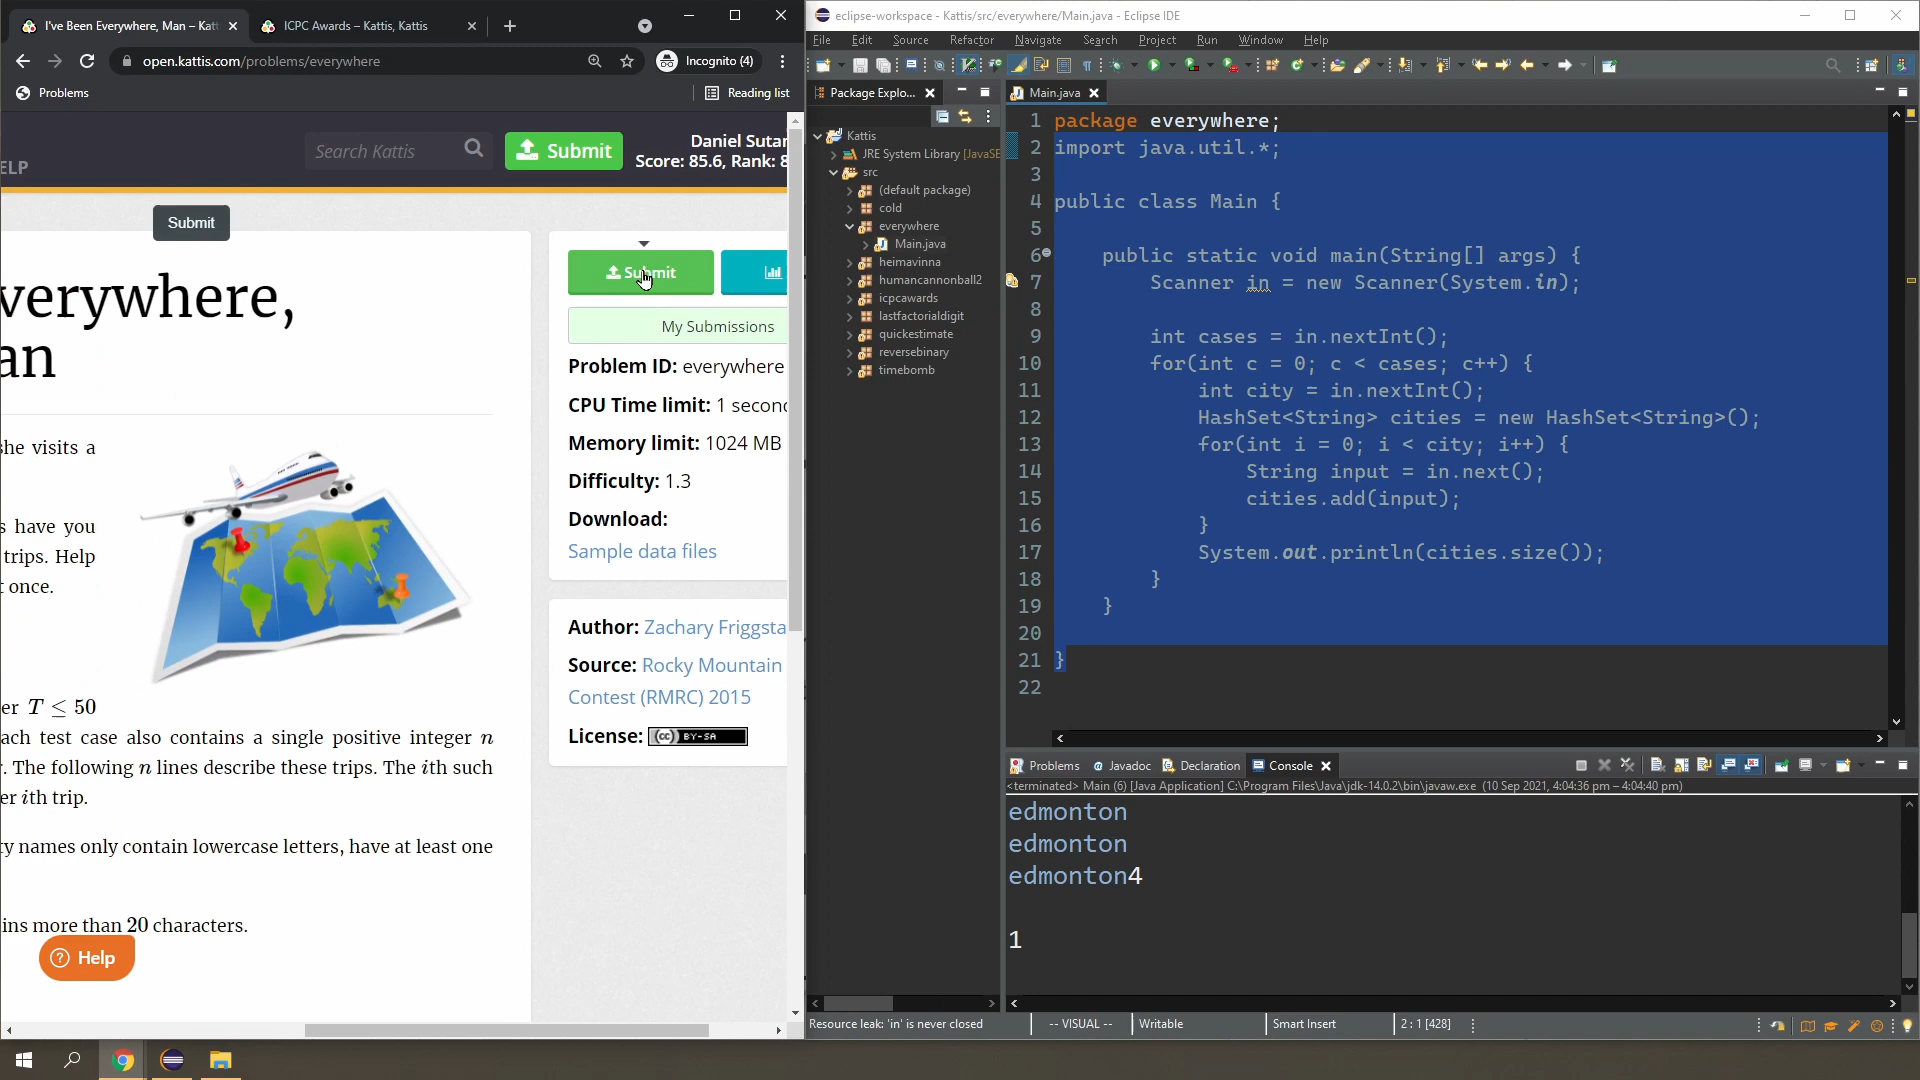 I've Been Everywhere, Man – Katt
ICPC Awards – Kattis, Kattis
open.kattis.com/problems/everywhere
Incognito (4)
Problems
Reading list
ELP
Search Kattis
Submit
Daniel Sutar
Score: 85.6, Rank: 8
Submit
verywhere,
an
Submit
My Submissions
Problem ID: everywhere
CPU Time limit: 1 second
Memory limit: 1024 MB
Difficulty: 1.3
Download:
Sample data files
she visits a
s have you
trips. Help
t once.
Author: Zachary Friggsta
Source: Rocky Mountain
Contest (RMRC) 2015
License: (cc) BY-SA
er T ≤ 50
ach test case also contains a single positive integer n
r. The following n lines describe these trips. The ith such
er ith trip.
ty names only contain lowercase letters, have at least one
ins more than 20 characters.
Help
eclipse-workspace - Kattis/src/everywhere/Main.java - Eclipse IDE
File Edit Source Refactor Navigate Search Project Run Window Help
Package Explo...
Kattis
JRE System Library [JavaSE
src
(default package)
cold
everywhere
Main.java
heimavinna
humancannonball2
icpcawards
lastfactorialdigit
quickestimate
reversebinary
timebomb
Main.java
1 package everywhere;
2 import java.util.*;
3
4 public class Main {
5
6 public static void main(String[] args) {
7 Scanner in = new Scanner(System.in);
8
9 int cases = in.nextInt();
10 for(int c = 0; c < cases; c++) {
11 int city = in.nextInt();
12 HashSet<String> cities = new HashSet<String>();
13 for(int i = 0; i < city; i++) {
14 String input = in.next();
15 cities.add(input);
16 }
17 System.out.println(cities.size());
18 }
19 }
20
21 }
22
Problems Javadoc Declaration Console
<terminated> Main (6) [Java Application] C:\Program Files\Java\jdk-14.0.2\bin\javaw.exe (10 Sep 2021, 4:04:36 pm – 4:04:40 pm)
edmonton
edmonton
edmonton4
1
Resource leak: 'in' is never closed
-- VISUAL --
Writable
Smart Insert
2 : 1 [428]